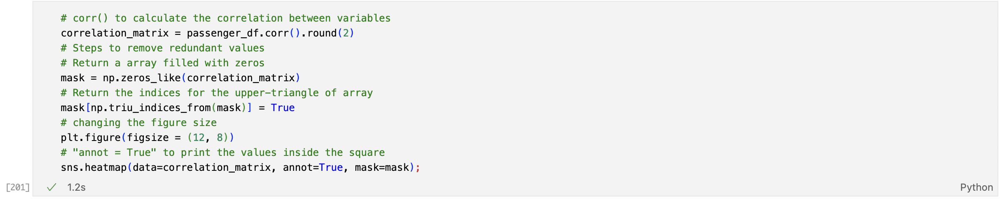 # corr() to calculate the correlation between variables
correlation_matrix = passenger_df.corr().round(2)
# Steps to remove redundant values
# Return a array filled with zeros
mask = np.zeros_like(correlation_matrix)
# Return the indices for the upper-triangle of array
mask[np.triu_indices_from(mask)] = True
# changing the figure size
plt.figure(figsize = (12, 8))
# "annot = True" to print the values inside the square
sns.heatmap(data=correlation_matrix, annot=True, mask=mask);
[201] ✓ 1.2s Python